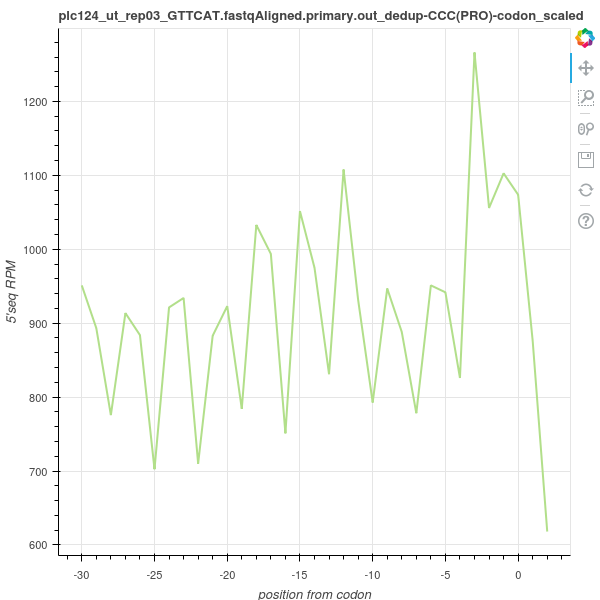 plc124_ut_rep03_GTTCAT.fastqAligned.primary.out_dedup-CCC(PRO)-codon_scaled
1200
1100
1000
900
800
700
600
5'seq RPM
-30 -25 -20 -15 -10 -5 0
position from codon